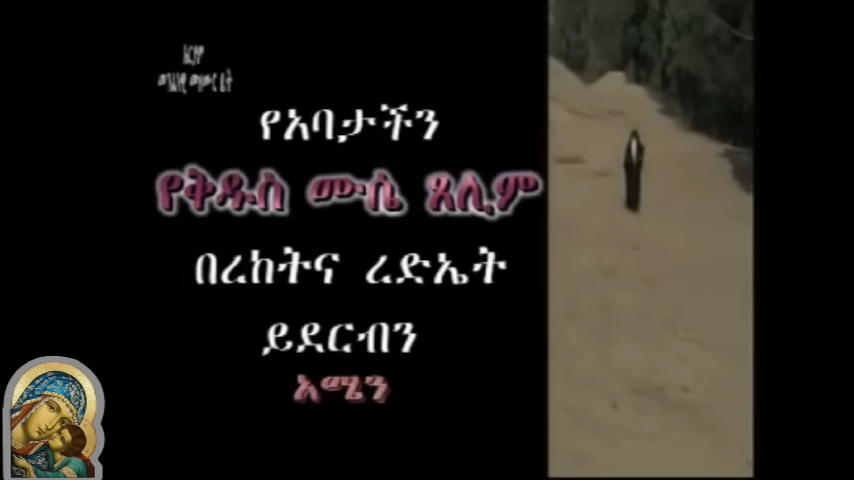 የአባታችን
የቅዱስ ሙሴ ጸሊም
በረከትና ረድኤት
ይደርብን
አሜን